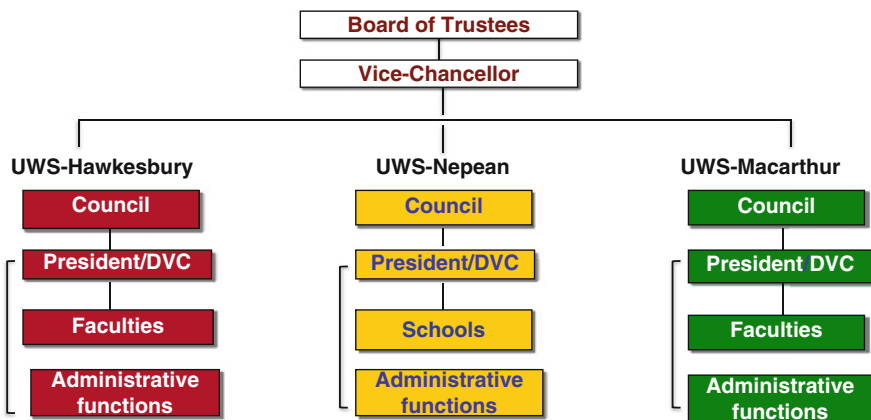 Board of Trustees
Vice-Chancellor
UWS-Hawkesbury
Council
President/DVC
Faculties
Administrative
functions
UWS-Nepean
Council
President/DVC
Schools
Administrative
functions
UWS-Macarthur
Council
President/DVC
Faculties
Administrative
functions